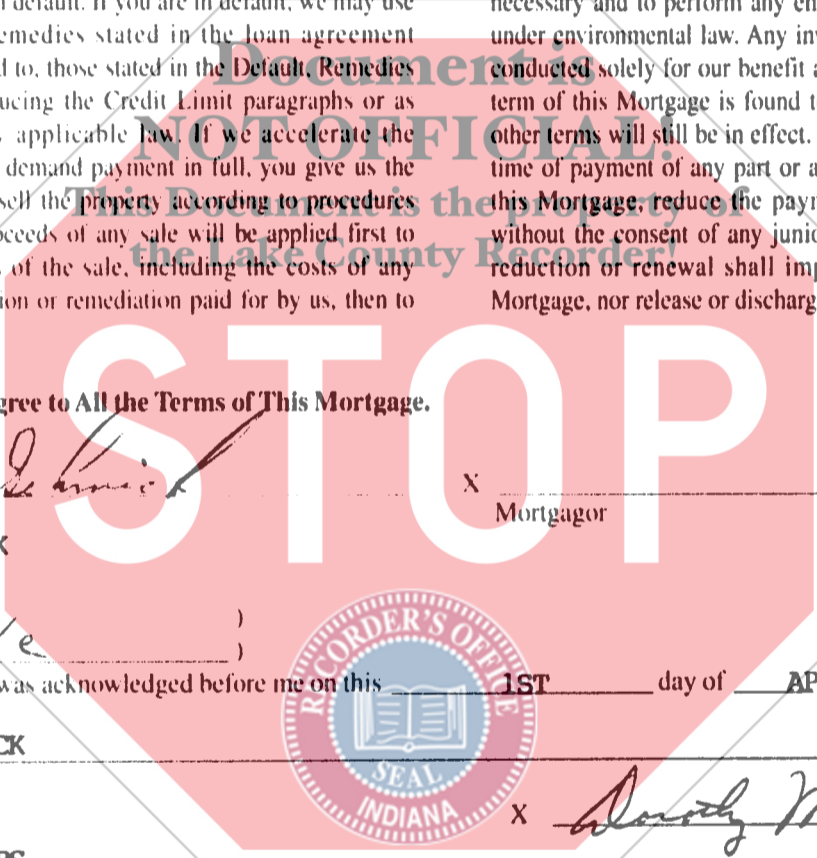 default. If you are in default, we may use
emedies stated in the loan agreement
d to, those stated in the Default, Remedies
ucing the Credit Limit paragraphs or as
applicable law. If we accelerate the
demand payment in full, you give us the
sell the property according to procedures
ceeds of any sale will be applied first to
of the sale, including the costs of any
ion or remediation paid for by us, then to
necessary and to perform any en
under environmental law. Any inv
conducted solely for our benefit a
term of this Mortgage is found t
other terms will still be in effect.
time of payment of any part or a
this Mortgage, reduce the paym
without the consent of any junio
reduction or renewal shall imp
Mortgage, nor release or discharg
Document is
NOT OFFICIAL!
This Document is the property of
the Lake County Recorder!
STOP
gree to All the Terms of This Mortgage.
X
Mortgagor
K
)
)
was acknowledged before me on this 1ST day of AP
CK
RECORDER'S OFFICE
SEAL
INDIANA
X Dorothy M